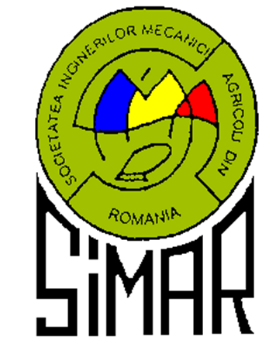 SOCIETATEA INGINERILOR MECANICI
AGRICOLI DIN
ROMANIA
SiMAR